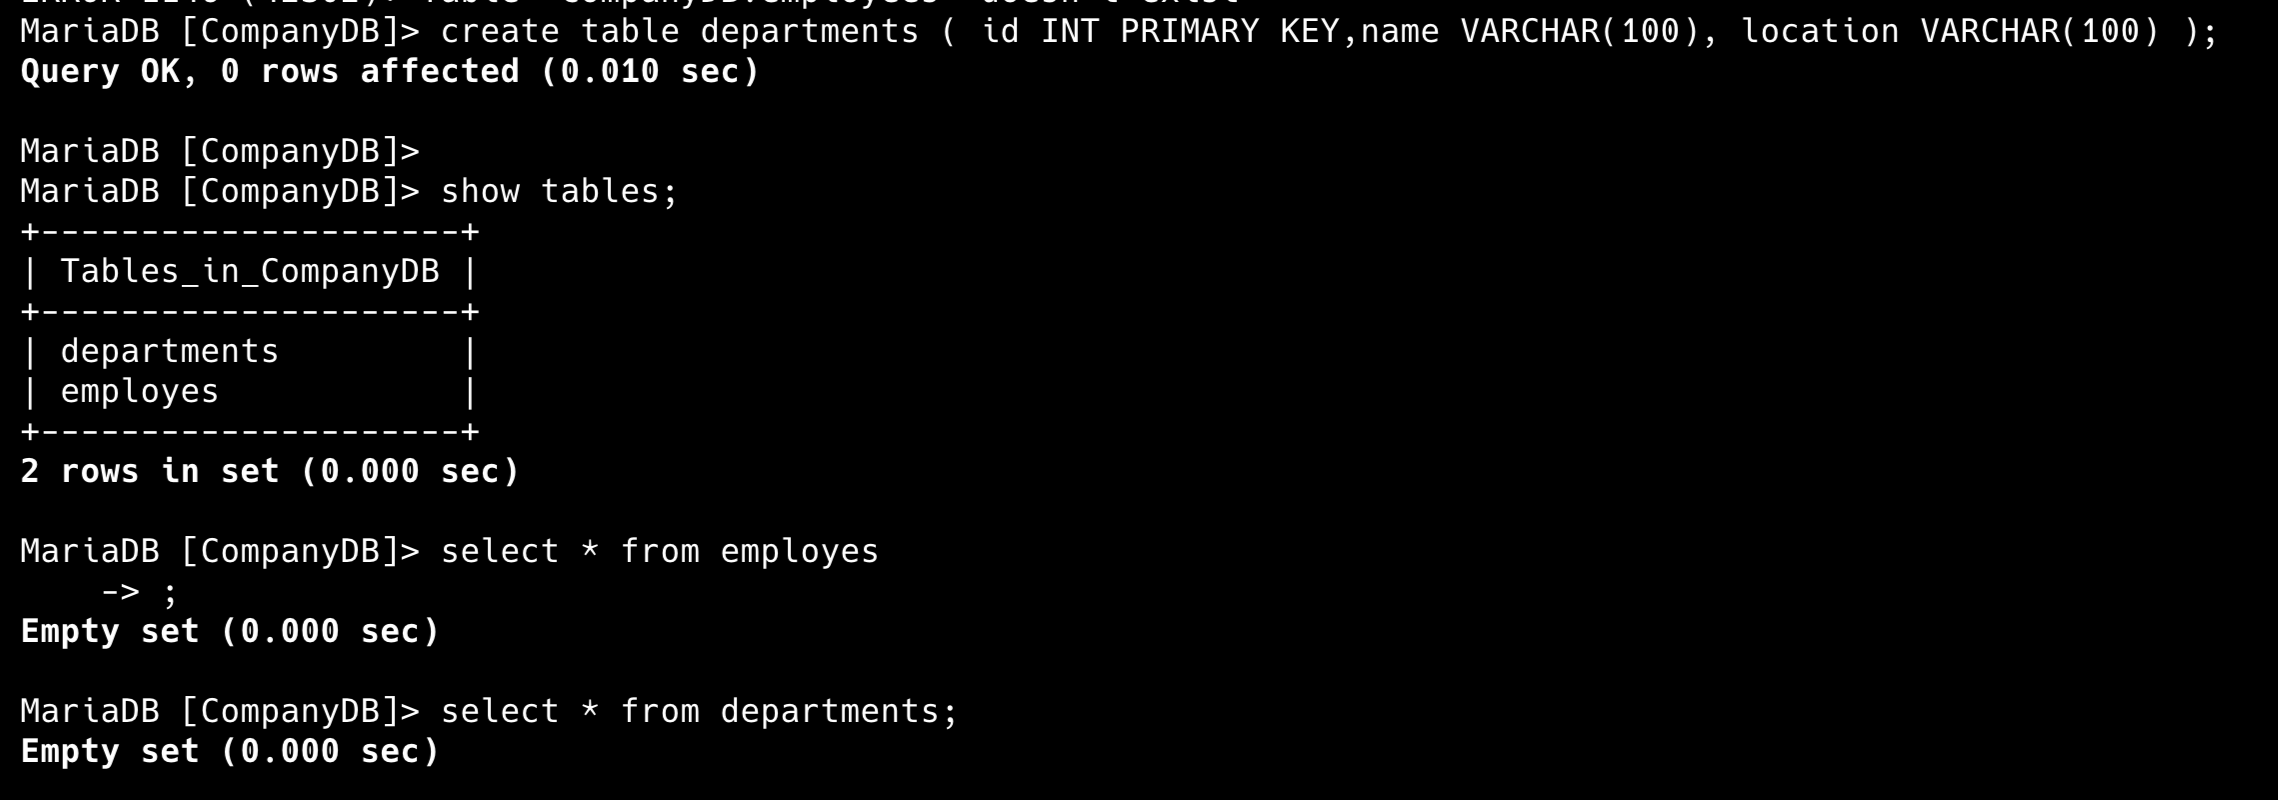 MariaDB [CompanyDB]> create table departments ( id INT PRIMARY KEY,name VARCHAR(100), location VARCHAR(100) );
Query OK, 0 rows affected (0.010 sec)
MariaDB [CompanyDB]>
MariaDB [CompanyDB]> show tables;
+---------------------+
| Tables_in_CompanyDB |
+---------------------+
| departments         |
| employes            |
+---------------------+
2 rows in set (0.000 sec)
MariaDB [CompanyDB]> select * from employes
    -> ;
Empty set (0.000 sec)
MariaDB [CompanyDB]> select * from departments;
Empty set (0.000 sec)